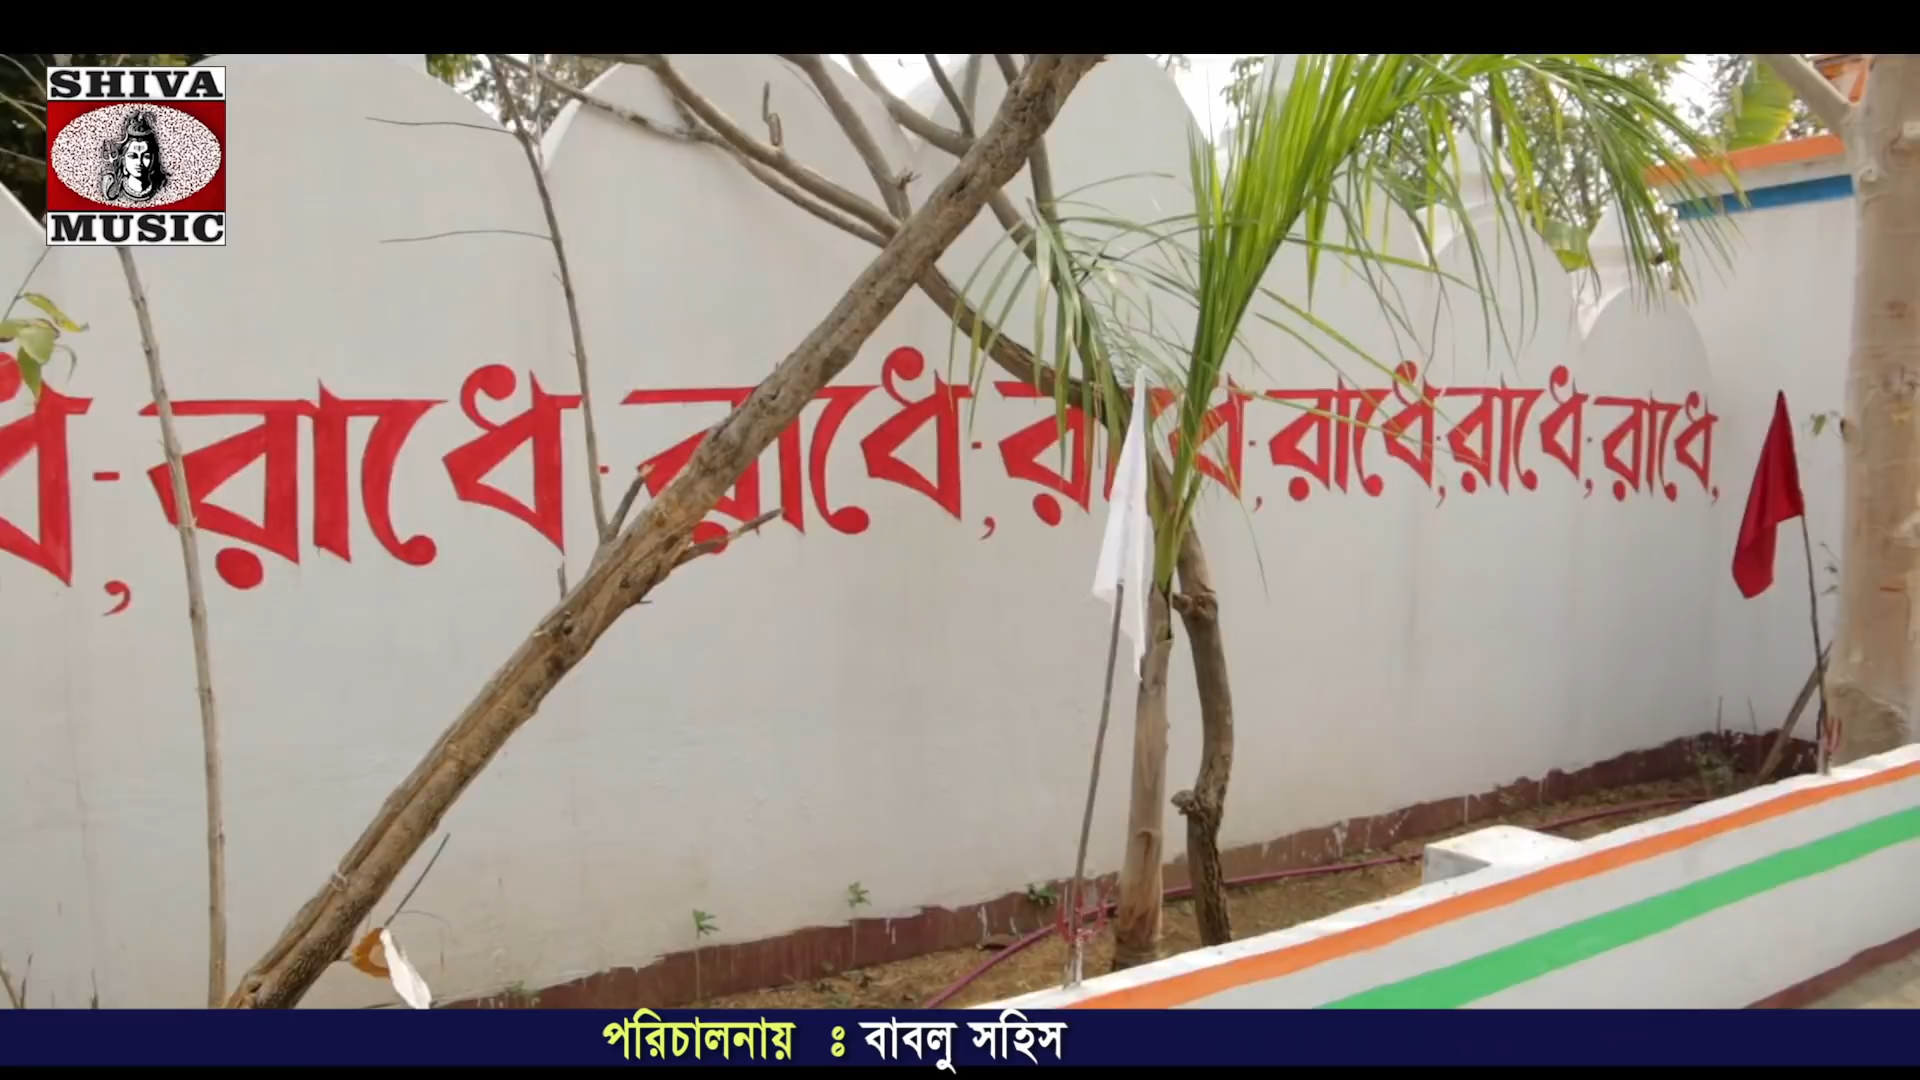 SHIVA
MUSIC
ধে-, রাধে-রাধে-, রাধে-, রাধে-, রাধে-, রাধে,
পরিচালনায় ঃ বাবলু সহিস